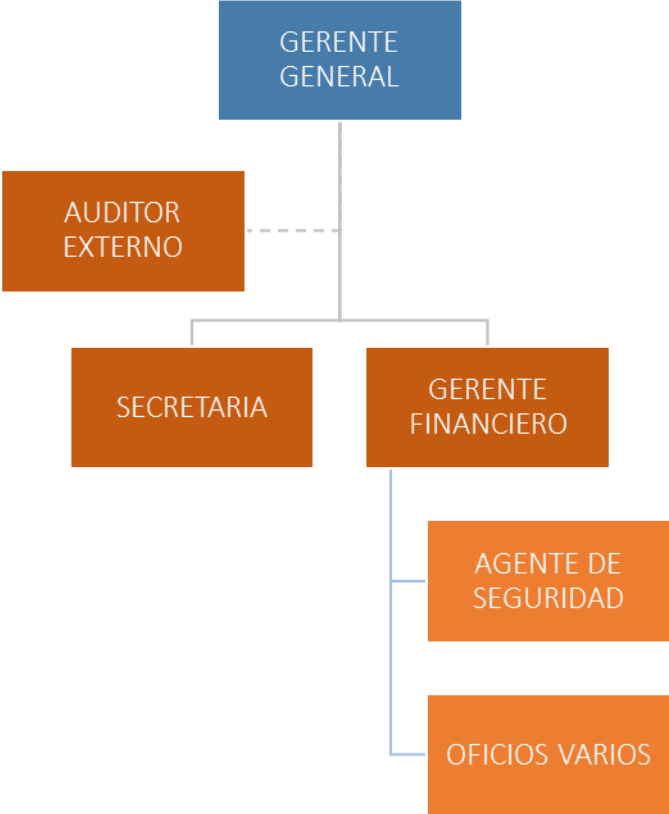 GERENTE
GENERAL
AUDITOR
EXTERNO
SECRETARIA
GERENTE
FINANCIERO
AGENTE DE
SEGURIDAD
OFICIOS VARIOS